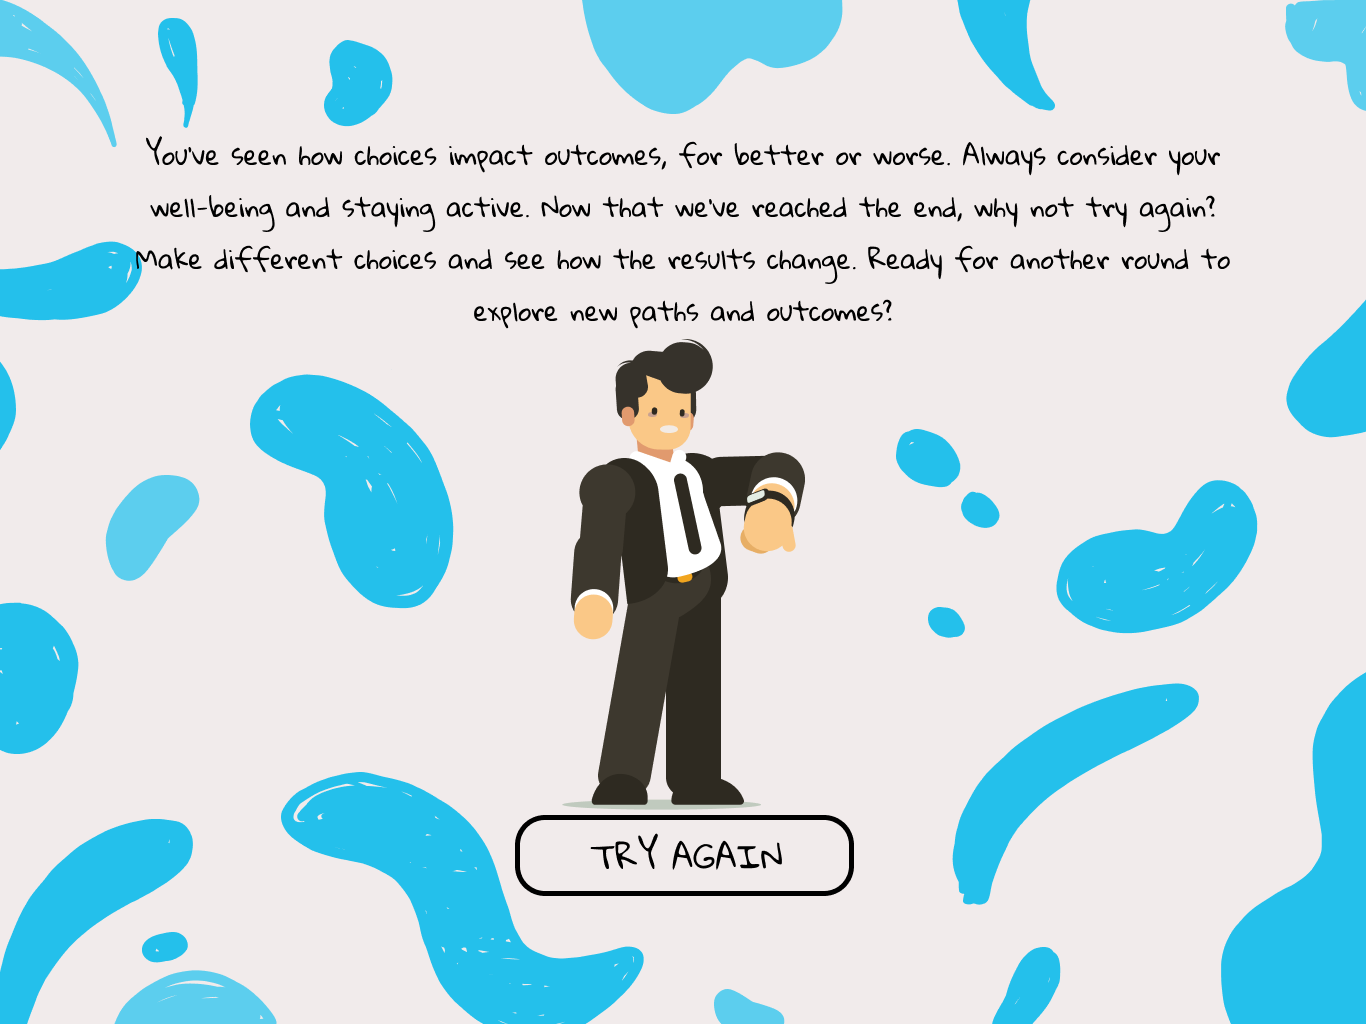 You've seen how choices impact outcomes, for better or worse. Always consider your
well-being and staying active. Now that we've reached the end, why not try again?
Make different choices and see how the results change. Ready for another round to
explore new paths and outcomes?
TRY AGAIN